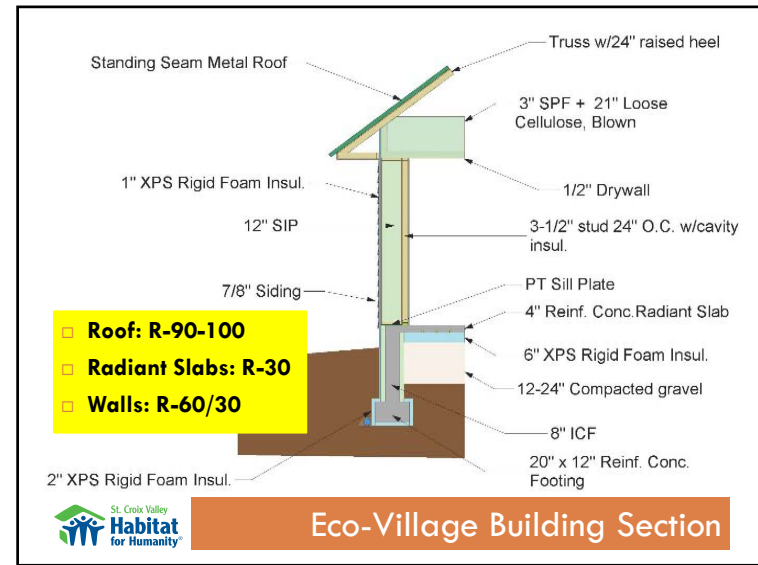 Truss w/24" raised heel
Standing Seam Metal Roof
3" SPF + 21" Loose
Cellulose, Blown
1" XPS Rigid Foam Insul.
1/2" Drywall
12" SIP
3-1/2" stud 24" O.C. w/cavity
insul.
PT Sill Plate
7/8" Siding
4" Reinf. Conc.Radiant Slab
Roof: R-90-100
Radiant Slabs: R-30
Walls: R-60/30
6" XPS Rigid Foam Insul.
12-24" Compacted gravel
8" ICF
20" x 12" Reinf. Conc.
Footing
2" XPS Rigid Foam Insul.
St. Croix Valley
Habitat
for Humanity®
Eco-Village Building Section